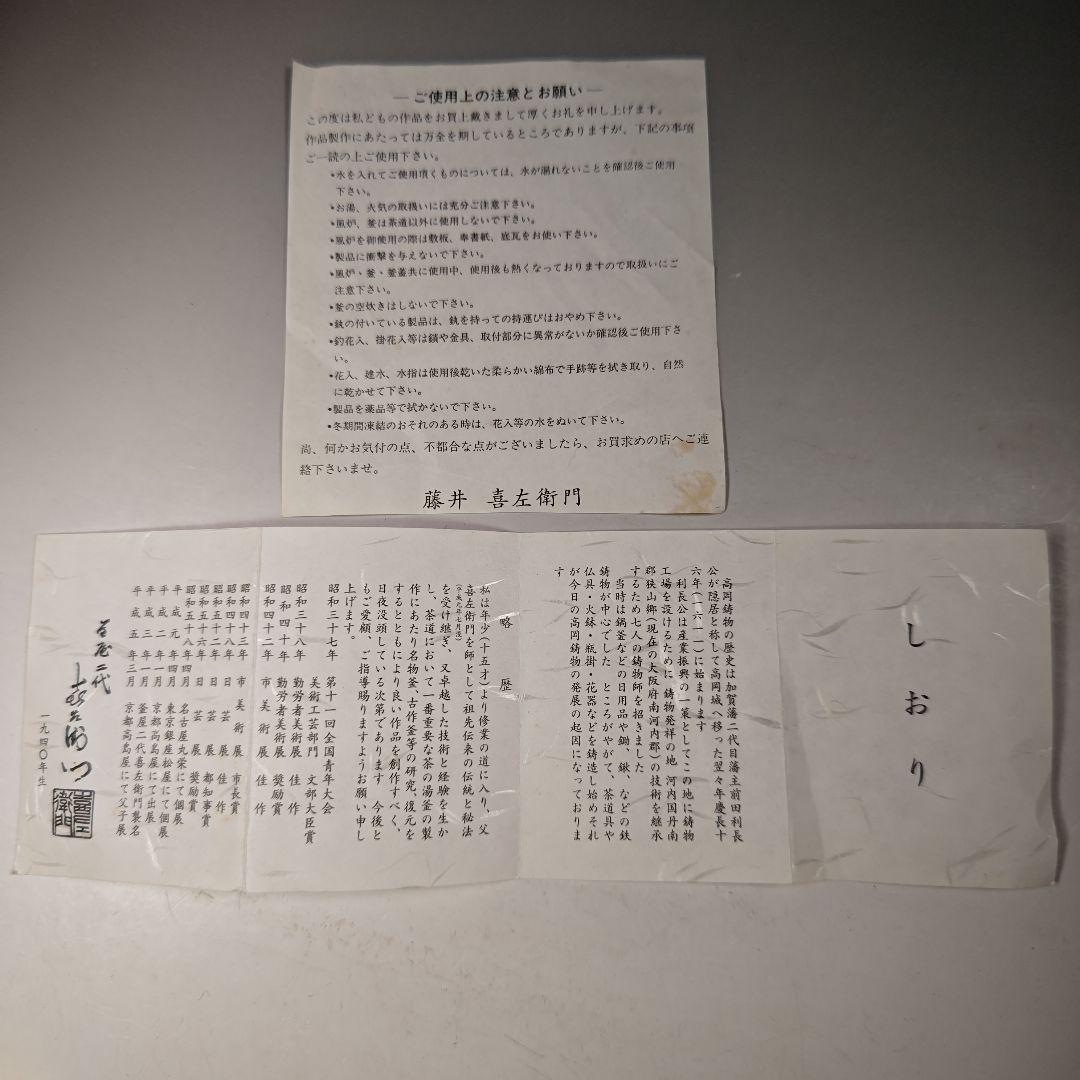 ―ご使用上の注意とお願い―
この度は私どもの作品をお買上戴きまして厚くお礼を申し上げます。
作品製作にあたっては万全を期しているところでありますが、下記の事項
ご一読の上ご使用下さい。
•水を入れてご使用頂くものについては、水が漏れないことを確認後ご使用
下さい。
•お湯、火気の取扱いには充分ご注意下さい。
•風炉、釜は茶道以外に使用しないで下さい。
•風炉を御使用の際は敷板、奉書紙、底瓦をお使い下さい。
•製品に衝撃を与えないで下さい。
•風炉・釜・釜蓋共に使用中、使用後も熱くなっておりますので取扱いにご
注意下さい。
•釜の空炊きはしないで下さい。
•釻の付いている製品は、釻を持っての持運びはおやめ下さい。
•釣花入、掛花入等は鎖や金具、取付部分に異常がないか確認後ご使用下さ
い。
•花入、建水、水指は使用後乾いた柔らかい綿布で手跡等を拭き取り、自然
に乾かせて下さい。
•製品を薬品等で拭かないで下さい。
•冬期間凍結のおそれのある時は、花入等の水をぬいて下さい。
尚、何かお気付の点、不都合な点がございましたら、お買求めの店へご連
絡下さいませ。
藤井 喜左衛門
しおり
高岡鋳物の歴史は加賀藩二代目藩主前田利長
公が隠居と称して高岡城へ移った翌々年慶長十
六年(一六一一)に始まります
利長公は産業振興の一策としてこの地に鋳物
工場を設けるために 鋳物発祥の地 河内国丹南
郡狭山郷(現在の大阪府南河内郡)の技術を継承
するため七人の鋳物師を招きました
当時は鍋釜などの日用品や鋤、鍬、などの鉄
鋳物が中心でした ところがやがて、茶道具や
仏具・火鉢・瓶掛・花器などを鋳造し始めそれ
が今日の高岡鋳物の発展の起因になっておりま
す
略歴
私は年少(十五才)より修業の道に入り、父
喜左衛門を師として祖先伝来の伝統と秘法
(平成元年七月没)
を受け継ぎ、又卓越した技術と経験を生か
し、茶道において一番重要な茶の湯釜の製
作にあたり名物釜、古作釜等の研究、復元を
するとともにより良い作品を創作すべく、
日夜没頭している次第であります 今後と
もご愛顧、ご指導賜りますようお願い申し
上げます。
昭和三十七年 第十一回全国青年大会
美術工芸部門 文部大臣賞
昭和三十八年 勤労者美術展 佳作
昭和四十年 勤労者美術展 奨励賞
昭和四十二年 市美術展 佳作
昭和四十三年 市美術展 市長賞
昭和四十八年 日芸展 佳作
昭和五十二年 日芸展 都知事賞
昭和五十六年 日芸展 奨励賞
昭和五十八年四月 名古屋丸栄にて個展
平成元年四月 東京銀座松屋にて個展
平成二年一月 京都高島屋にて出展
平成三年一月 釜屋二代喜左衛門襲名
平成五年三月 京都高島屋にて父子展
二代
一九四〇年生